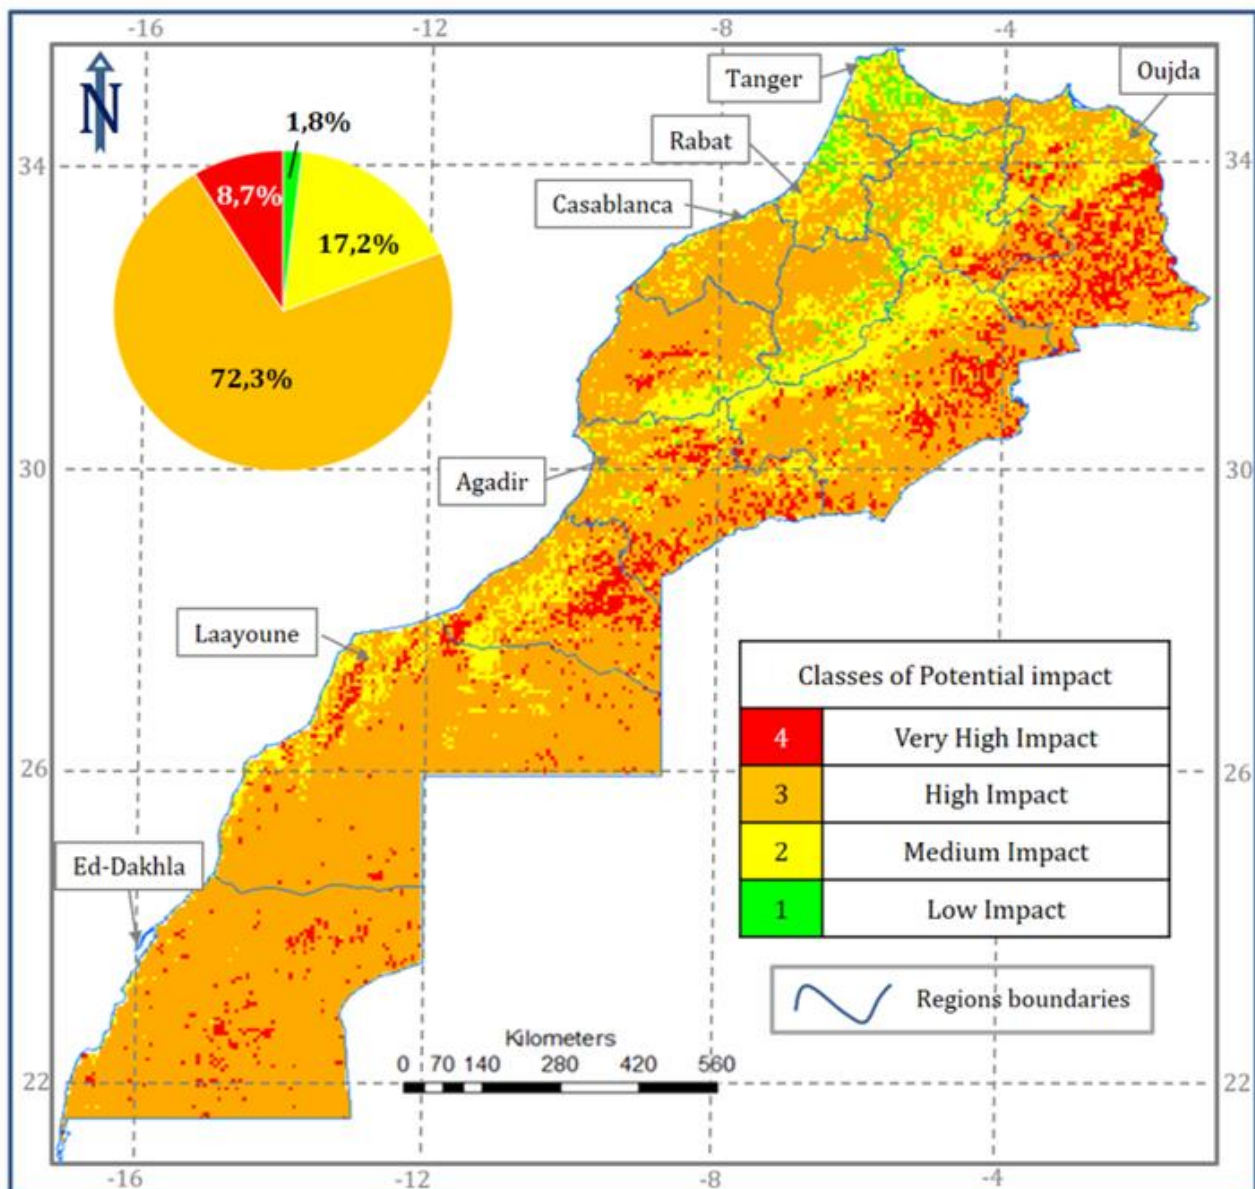 -16 -12 -8 -4
N
Tanger
Oujda
1,8%
Rabat
34 34
8,7%
Casablanca
17,2%
72,3%
30 30
Agadir
Laayoune
Classes of Potential impact
4 Very High Impact
26 26
3 High Impact
2 Medium Impact
Ed-Dakhla
1 Low Impact
Regions boundaries
Kilometers
0 70 140 280 420 560
22 22
-16 -12 -8 -4